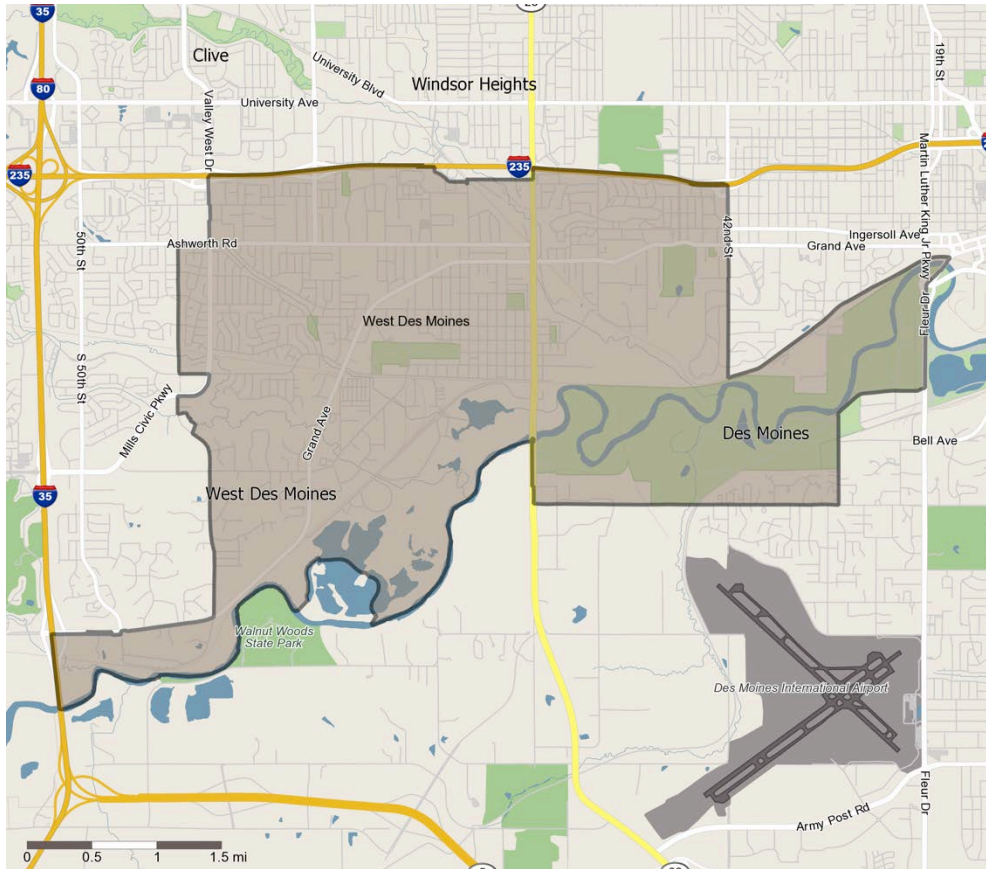 35
28
Clive
University Blvd
19th St
Windsor Heights
80
University Ave
Valley West Dr
235
235
Martin Luther King Jr Pkwy
50th St
Ashworth Rd
42nd St
Ingersoll Ave
Grand Ave
West Des Moines
Fleur Dr
S 50th St
Mills Civic Pkwy
Grand Ave
Des Moines
Bell Ave
West Des Moines
35
Walnut Woods
State Park
Des Moines International Airport
Fleur Dr
Army Post Rd
0 0.5 1 1.5 mi